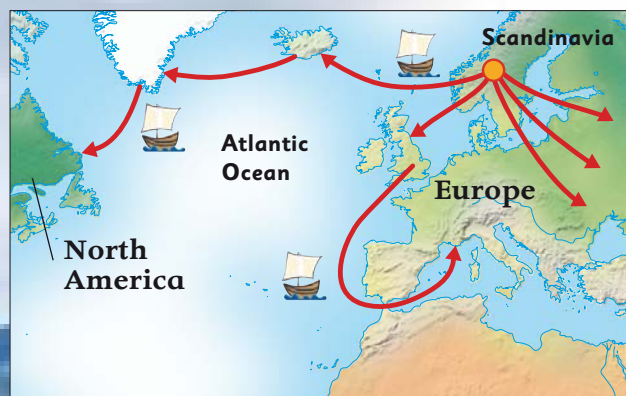 Scandinavia
Atlantic
Ocean
Europe
North
America